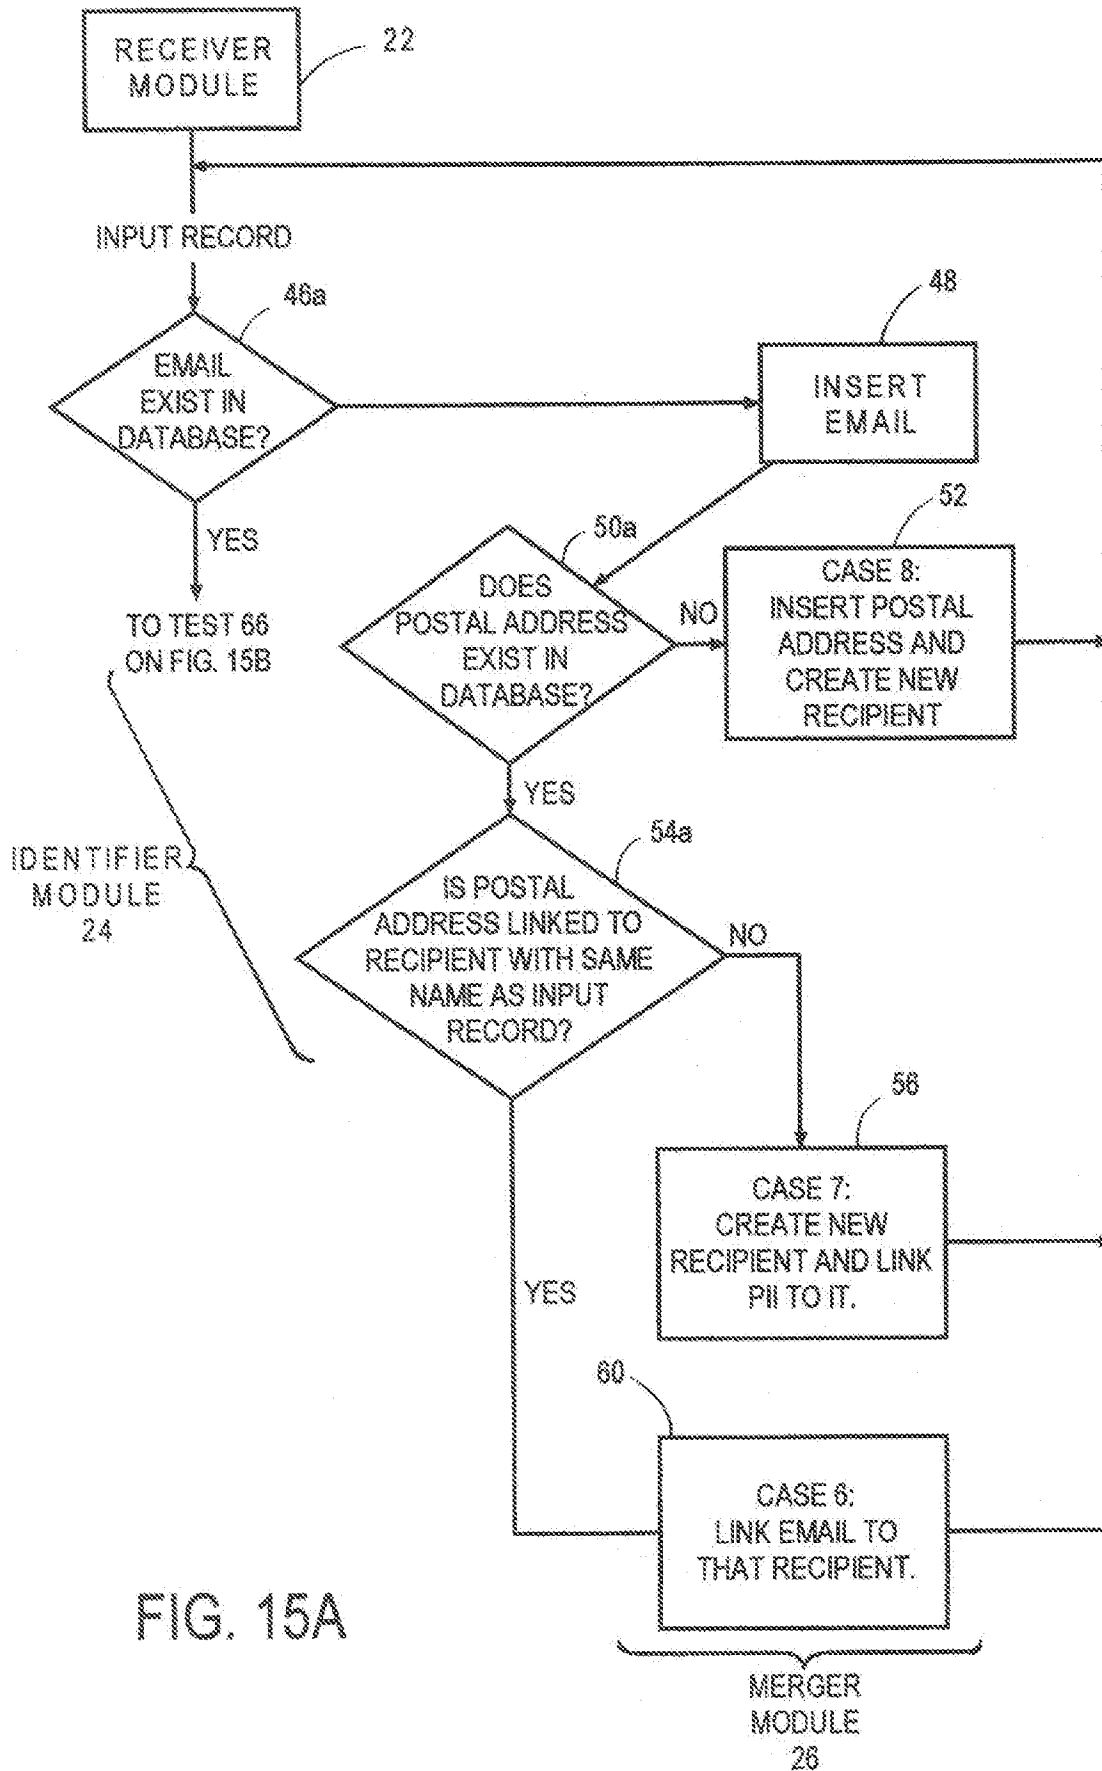 RECEIVER
MODULE
22
INPUT RECORD
46a
EMAIL
EXIST IN
DATABASE?
48
INSERT
EMAIL
YES
TO TEST 66
ON FIG. 15B
50a
DOES
POSTAL ADDRESS
EXIST IN
DATABASE?
NO
52
CASE 8:
INSERT POSTAL
ADDRESS AND
CREATE NEW
RECIPIENT
YES
IDENTIFIER
MODULE
24
54a
IS POSTAL
ADDRESS LINKED TO
RECIPIENT WITH SAME
NAME AS INPUT
RECORD?
NO
56
CASE 7:
CREATE NEW
RECIPIENT AND LINK
PII TO IT.
YES
60
CASE 6:
LINK EMAIL TO
THAT RECIPIENT.
FIG. 15A
MERGER
MODULE
26